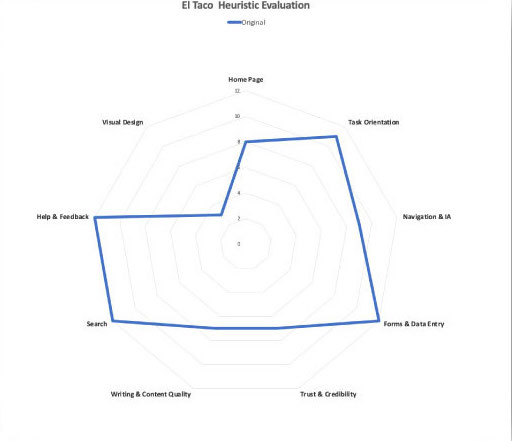 El Taco Heuristic Evaluation
Original
Home Page
Task Orientation
Navigation & IA
Forms & Data Entry
Trust & Credibility
Writing & Content Quality
Search
Help & Feedback
Visual Design
12
10
8
6
4
2
0